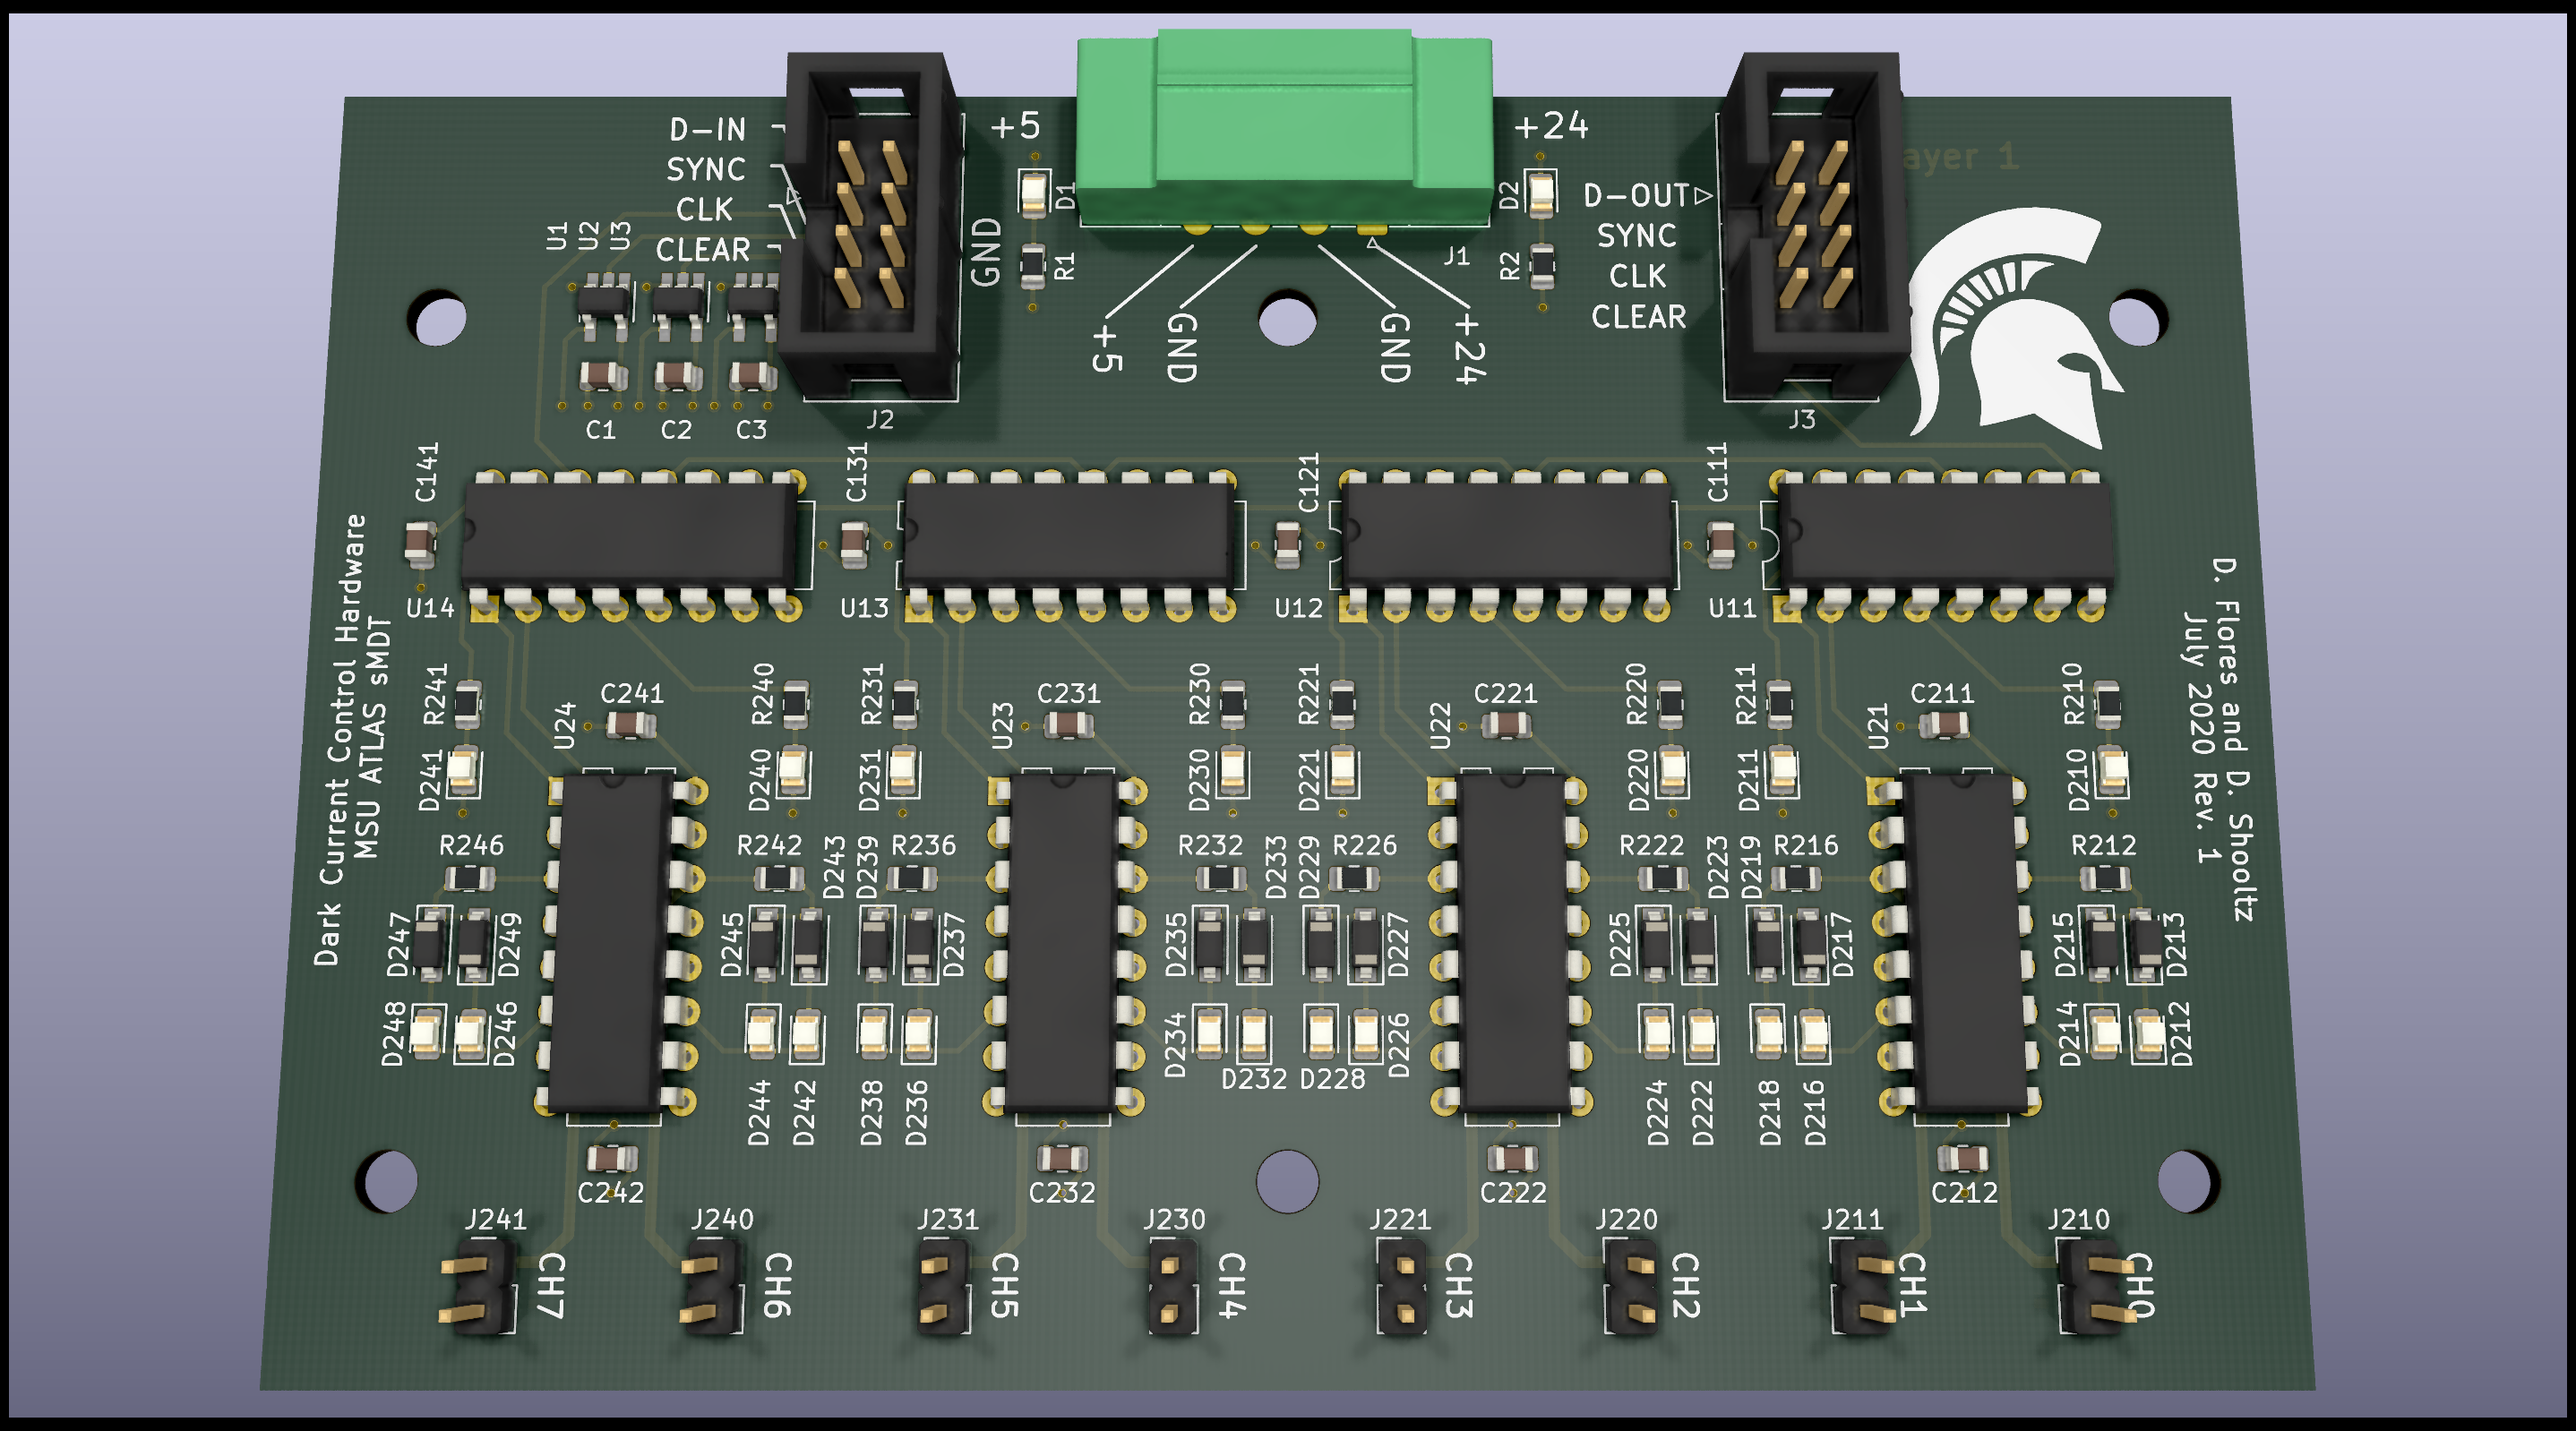 D-IN
SYNC
CLK
CLEAR
U1
U2
U3
+5
D1
GND
R1
+24
D2
R2
J1
+5
GND
GND
+24
D-OUT
SYNC
CLK
CLEAR
ayer 1
C1
C2
C3
J2
J3
C141
C131
C121
C111
U14
U13
U12
U11
Dark Current Control Hardware
MSU ATLAS sMDT
D. Flores and D. Shooltz
July 2020 Rev. 1
R241
C241
U24
R240
R231
C231
U23
R230
R221
C221
U22
R220
R211
C211
U21
R210
D241
D240
D231
D230
D221
D220
D211
D210
R246
R242
D243
D239
R236
R232
D233
D229
R226
R222
D223
D219
R216
R212
D247
D249
D245
D237
D235
D227
D225
D217
D215
D213
D248
D246
D244
D242
D238
D236
D234
D232
D228
D226
D224
D222
D218
D216
D214
D212
C242
C232
C222
C212
J241
J240
J231
J230
J221
J220
J211
J210
CH7
CH6
CH5
CH4
CH3
CH2
CH1
CH0